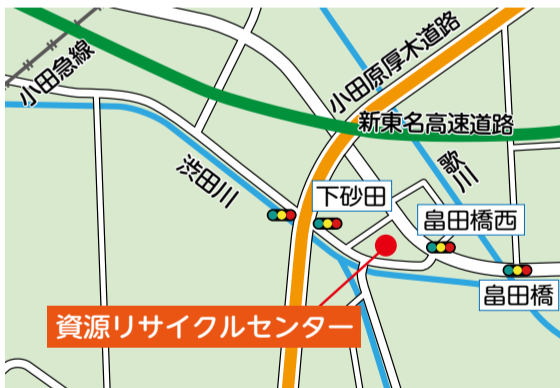 小田急線
小田原厚木道路
新東名高速道路
渋田川
歌川
下砂田
畠田橋西
畠田橋
資源リサイクルセンター